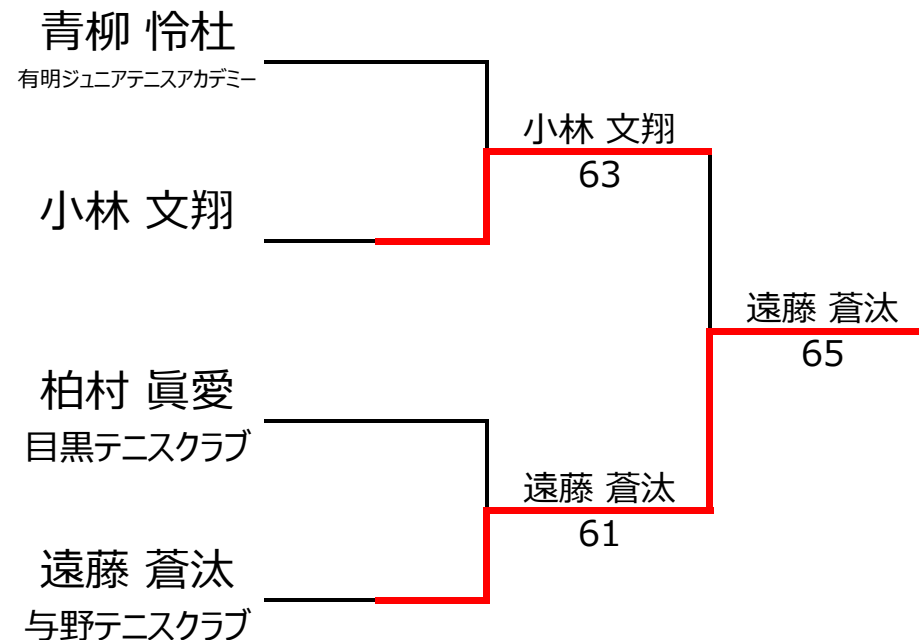 青柳 怜杜
有明ジュニアテニスアカデミー
小林 文翔
63
小林 文翔
遠藤 蒼汰
65
柏村 眞愛
目黒テニスクラブ
遠藤 蒼汰
61
遠藤 蒼汰
与野テニスクラブ